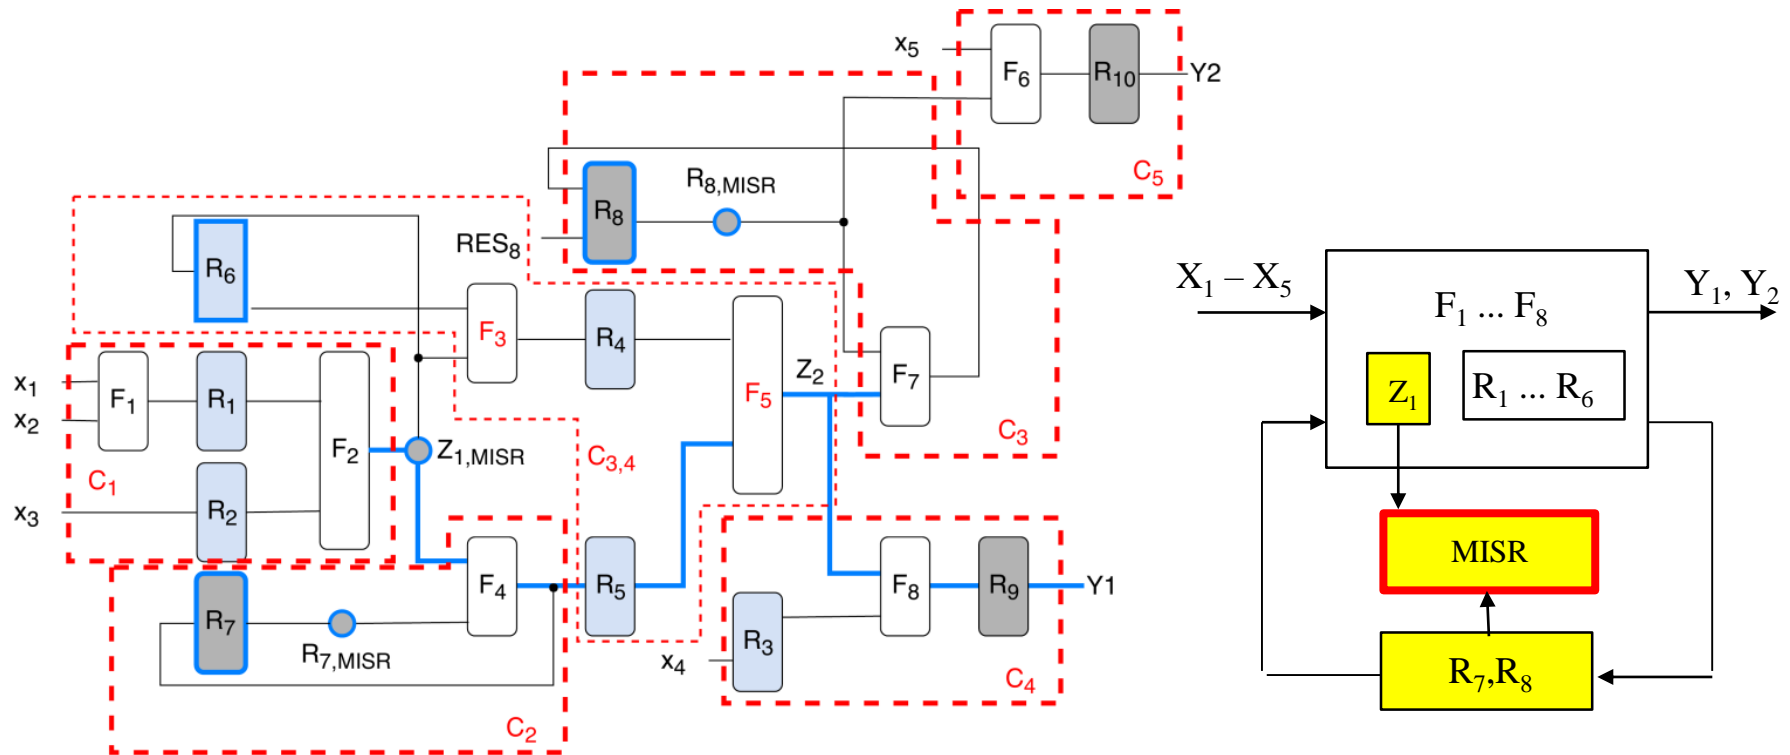 x5
F6
R10
Y2
C5
R8,MISR
R8
RES8
R6
F3
R4
Z2
F5
F7
C3
x1
x2
F1
R1
F2
Z1,MISR
C3,4
C1
x3
R2
R7
R7,MISR
F4
R5
F8
R9
Y1
x4
R3
C4
C2
X1 – X5
Y1, Y2
F1 ... F8
Z1
R1 ... R6
MISR
R7,R8